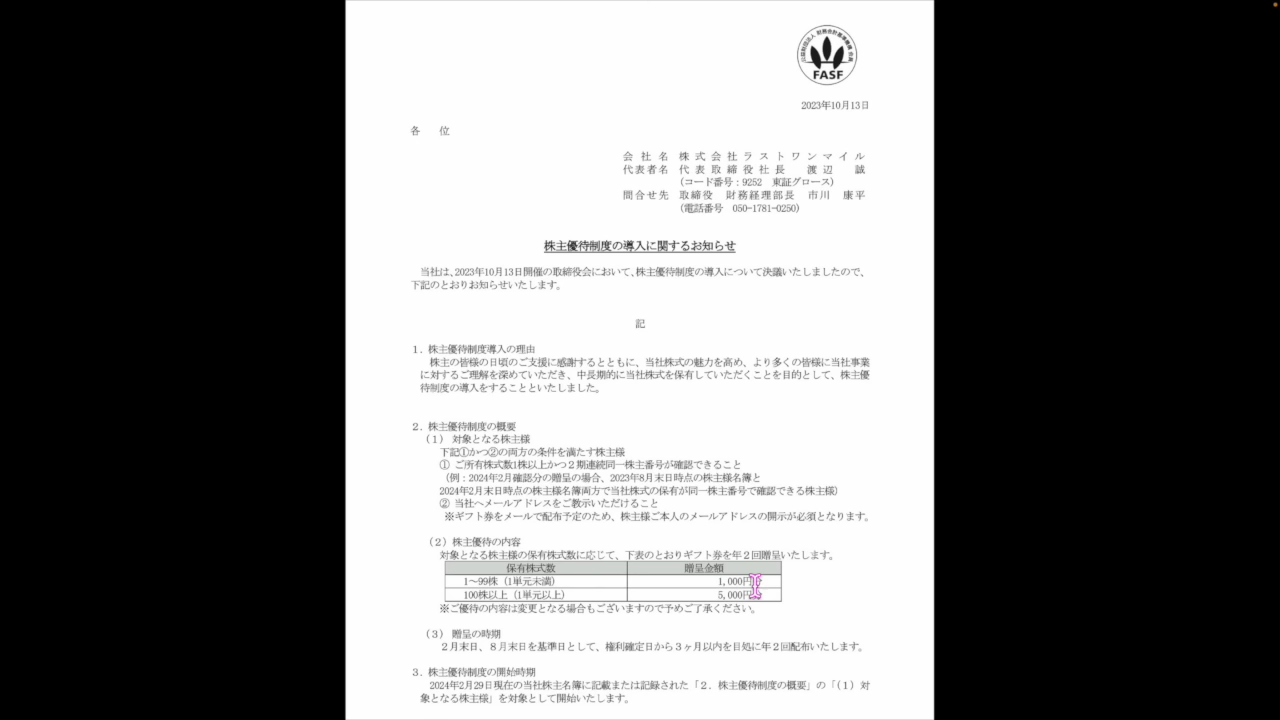 公益財団法人 財務会計基準機構 会員
FASF
2023年10月13日
各　位
会 社 名　株 式 会 社 ラ ス ト ワ ン マ イ ル
代表者名　代 表 取 締 役 社 長　渡 辺　誠
（コード番号：9252　東証グロース）
問合せ先　取締役　財務経理部長　市川　康平
（電話番号　050-1781-0250）
株主優待制度の導入に関するお知らせ
当社は、2023年10月13日開催の取締役会において、株主優待制度の導入について決議いたしましたので、
下記のとおりお知らせいたします。
記
１．株主優待制度導入の理由
株主の皆様の日頃のご支援に感謝するとともに、当社株式の魅力を高め、より多くの皆様に当社事業
に対するご理解を深めていただき、中長期的に当社株式を保有していただくことを目的として、株主優
待制度の導入をすることといたしました。
２．株主優待制度の概要
（１） 対象となる株主様
下記①かつ②の両方の条件を満たす株主様
① ご所有株式数1株以上かつ２期連続同一株主番号が確認できること
（例：2024年2月確認分の贈呈の場合、2023年8月末日時点の株主様名簿と
2024年2月末日時点の株主様名簿両方で当社株式の保有が同一株主番号で確認できる株主様）
② 当社へメールアドレスをご教示いただけること
※ギフト券をメールで配布予定のため、株主様ご本人のメールアドレスの開示が必須となります。
（２）株主優待の内容
対象となる株主様の保有株式数に応じて、下表のとおりギフト券を年２回贈呈いたします。
保有株式数　贈呈金額
1～99株（1単元未満）　1,000円
100株以上（1単元以上）　5,000円
※ご優待の内容は変更となる場合もございますので予めご了承ください。
（３） 贈呈の時期
２月末日、８月末日を基準日として、権利確定日から３ヶ月以内を目処に年２回配布いたします。
３．株主優待制度の開始時期
2024年2月29日現在の当社株主名簿に記載または記録された「２．株主優待制度の概要」の「（１）対
象となる株主様」を対象として開始いたします。